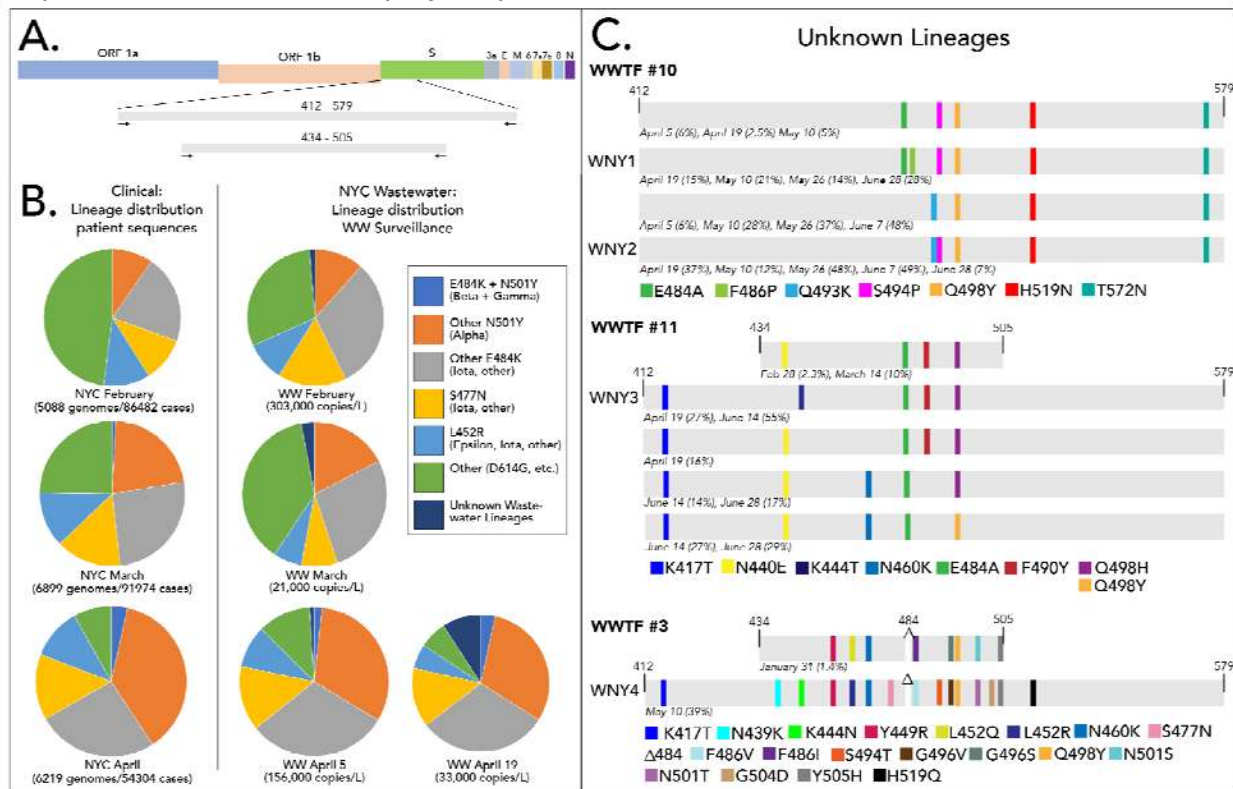 A.
ORF 1a
ORF 1b
S
3a E M 6 7a 7b 8 N
412 - 579
434 - 505
B.
Clinical:
Lineage distribution
patient sequences
NYC Wastewater:
Lineage distribution
WW Surveillance
NYC February
(5088 genomes/86482 cases)
WW February
(303,000 copies/L)
NYC March
(6899 genomes/91974 cases)
WW March
(21,000 copies/L)
NYC April
(6219 genomes/54304 cases)
WW April 5
(156,000 copies/L)
WW April 19
(33,000 copies/L)
E484K + N501Y
(Beta + Gamma)
Other N501Y
(Alpha)
Other E484K
(Iota, other)
S477N
(Iota, other)
L452R
(Epsilon, Iota, other)
Other (D614G, etc.)
Unknown Waste-
water Lineages
C.
Unknown Lineages
WWTF #10
412
579
April 5 (6%), April 19 (2.5%) May 10 (5%)
WNY1
April 19 (15%), May 10 (21%), May 26 (14%), June 28 (28%)
April 5 (6%), May 10 (28%), May 26 (37%), June 7 (48%)
WNY2
April 19 (37%), May 10 (12%), May 26 (48%), June 7 (49%), June 28 (7%)
E484A F486P Q493K S494P Q498Y H519N T572N
WWTF #11
434
505
Feb 28 (2.3%), March 14 (10%)
412
579
WNY3
April 19 (27%), June 14 (55%)
April 19 (16%)
June 14 (14%), June 28 (17%)
June 14 (27%), June 28 (29%)
K417T N440E K444T N460K E484A F490Y Q498H
Q498Y
WWTF #3
434
Δ 484
505
January 31 (1.4%)
412
579
Δ
WNY4
May 10 (39%)
K417T N439K K444N Y449R L452Q L452R N460K S477N
Δ484 F486V F486I S494T G496V G496S Q498Y N501S
N501T G504D Y505H H519Q